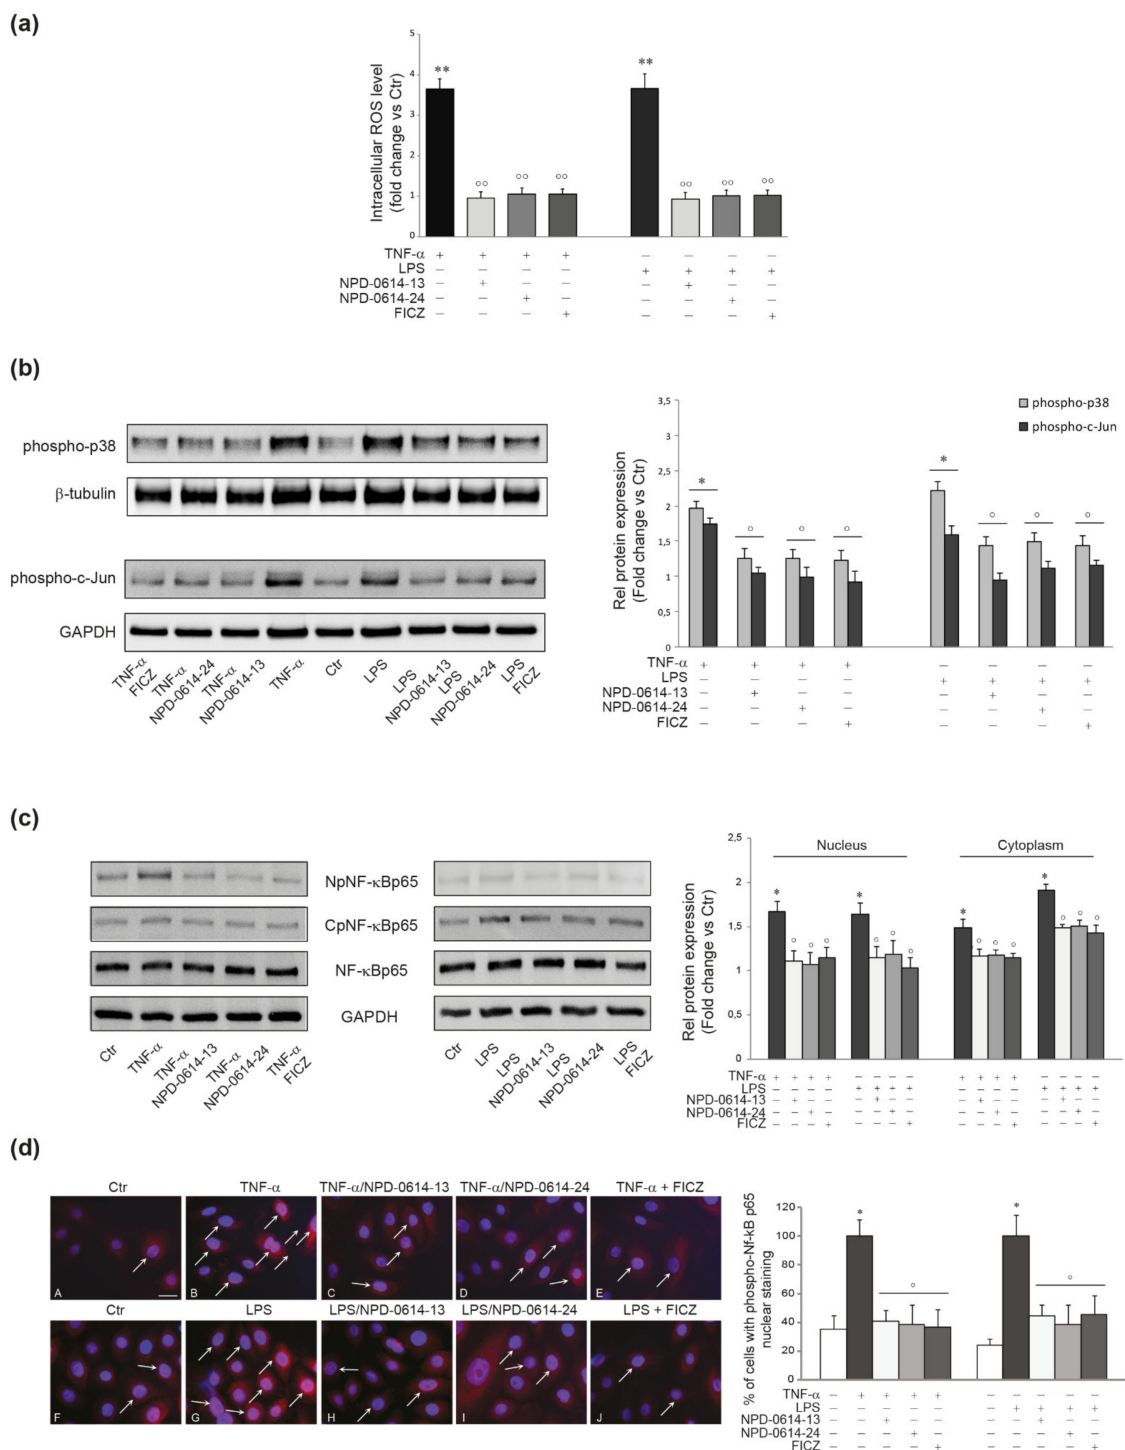 (a)
Intracellular ROS level
(fold change vs Ctr)
5
4
3
2
1
0
** °° °° °° ** °° °° °°
TNF-α + + + + – – – –
LPS – – – – + + + +
NPD-0614-13 – + – – – + – –
NPD-0614-24 – – + – – – + –
FICZ – – – + – – – +
(b)
phospho-p38
β-tubulin
phospho-c-Jun
GAPDH
TNF-α FICZ
TNF-α NPD-0614-24
TNF-α NPD-0614-13
TNF-α
Ctr
LPS
LPS NPD-0614-13
LPS NPD-0614-24
LPS FICZ
Rel protein expression
(Fold change vs Ctr)
3,5
3
2,5
2
1,5
1
0,5
0
phospho-p38
phospho-c-Jun
* ° ° ° * ° ° °
TNF-α + + + + – – – –
LPS – – – – + + + +
NPD-0614-13 – + – – – + – –
NPD-0614-24 – – + – – – + –
FICZ – – – + – – – +
(c)
NpNF-κBp65
CpNF-κBp65
NF-κBp65
GAPDH
Ctr
TNF-α
TNF-α NPD-0614-13
TNF-α NPD-0614-24
TNF-α FICZ
Ctr
LPS
LPS NPD-0614-13
LPS NPD-0614-24
LPS FICZ
Rel protein expression
(Fold change vs Ctr)
2,5
2
1,5
1
0,5
0
Nucleus Cytoplasm
* ° ° ° * ° ° ° * ° ° ° * ° ° °
TNF-α + + + + – – – – + + + + – – – –
LPS – – – – + + + + – – – – + + + +
NPD-0614-13 – + – – – + – – – + – – – + – –
NPD-0614-24 – – + – – – + – – – + – – – + –
FICZ – – – + – – – + – – – + – – – +
(d)
Ctr TNF-α TNF-α/NPD-0614-13 TNF-α/NPD-0614-24 TNF-α + FICZ
A B C D E
Ctr LPS LPS/NPD-0614-13 LPS/NPD-0614-24 LPS + FICZ
F G H I J
% of cells with phospho-Nf-kB p65
nuclear staining
120
100
80
60
40
20
0
* ° * °
TNF-α – + + + + – – – – –
LPS – – – – – – + + + +
NPD-0614-13 – – + – – – – + – –
NPD-0614-24 – – – + – – – – + –
FICZ – – – – + – – – – +